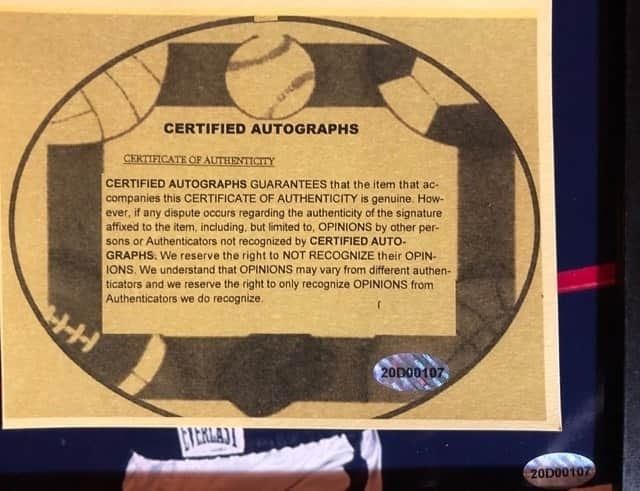 CERTIFIED AUTOGRAPHS
CERTIFICATE OF AUTHENTICITY
CERTIFIED AUTOGRAPHS GUARANTEES that the item that ac-
companies this CERTIFICATE OF AUTHENTICITY is genuine. How-
ever, if any dispute occurs regarding the authenticity of the signature
affixed to the item, including, but limited to, OPINIONS by other per-
sons or Authenticators not recognized by CERTIFIED AUTO-
GRAPHS. We reserve the right to NOT RECOGNIZE their OPIN-
IONS. We understand that OPINIONS may vary from different authen-
ticators and we reserve the right to only recognize OPINIONS from
Authenticators we do recognize.
20D00107
EVERLAST
20D00107